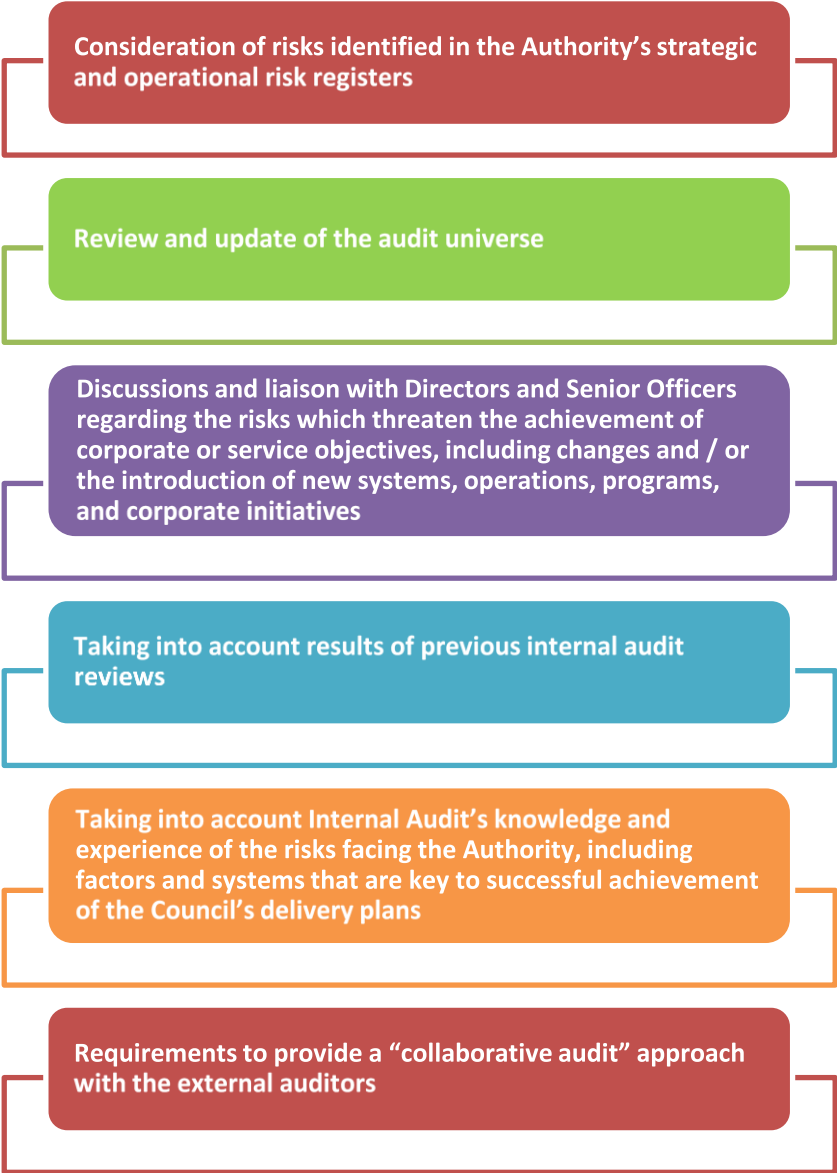 Consideration of risks identified in the Authority’s strategic
and operational risk registers
Review and update of the audit universe
Discussions and liaison with Directors and Senior Officers
regarding the risks which threaten the achievement of
corporate or service objectives, including changes and / or
the introduction of new systems, operations, programs,
and corporate initiatives
Taking into account results of previous internal audit
reviews
Taking into account Internal Audit’s knowledge and
experience of the risks facing the Authority, including
factors and systems that are key to successful achievement
of the Council’s delivery plans
Requirements to provide a “collaborative audit” approach
with the external auditors